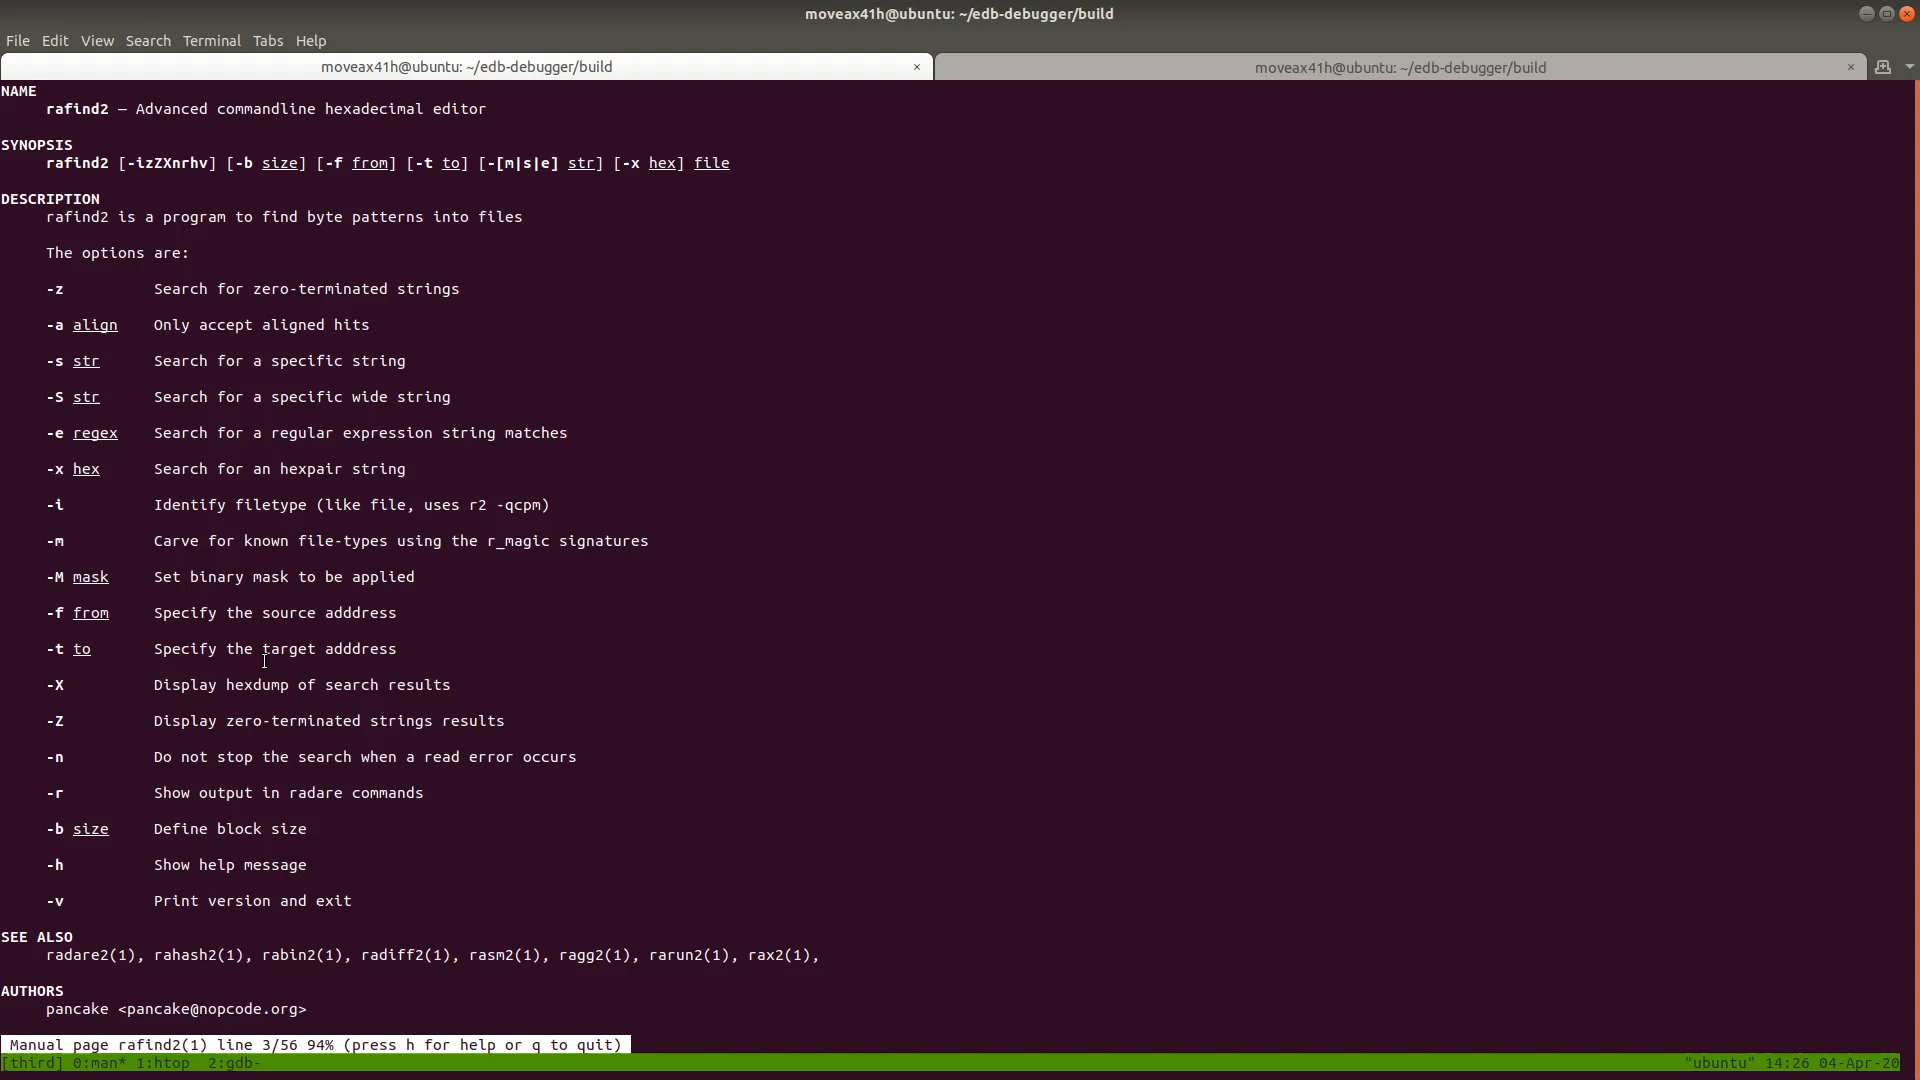 moveax41h@ubuntu: ~/edb-debugger/build
File Edit View Search Terminal Tabs Help
moveax41h@ubuntu: ~/edb-debugger/build × moveax41h@ubuntu: ~/edb-debugger/build ×
NAME
rafind2 — Advanced commandline hexadecimal editor
SYNOPSIS
rafind2 [-izZXnrhv] [-b size] [-f from] [-t to] [-[m|s|e] str] [-x hex] file
DESCRIPTION
rafind2 is a program to find byte patterns into files
The options are:
-z Search for zero-terminated strings
-a align Only accept aligned hits
-s str Search for a specific string
-S str Search for a specific wide string
-e regex Search for a regular expression string matches
-x hex Search for an hexpair string
-i Identify filetype (like file, uses r2 -qcpm)
-m Carve for known file-types using the r_magic signatures
-M mask Set binary mask to be applied
-f from Specify the source adddress
-t to Specify the target adddress
-X Display hexdump of search results
-Z Display zero-terminated strings results
-n Do not stop the search when a read error occurs
-r Show output in radare commands
-b size Define block size
-h Show help message
-v Print version and exit
SEE ALSO
radare2(1), rahash2(1), rabin2(1), radiff2(1), rasm2(1), ragg2(1), rarun2(1), rax2(1),
AUTHORS
pancake <pancake@nopcode.org>
Manual page rafind2(1) line 3/56 94% (press h for help or q to quit)
[third] 0:man* 1:htop 2:gdb- "ubuntu" 14:26 04-Apr-20